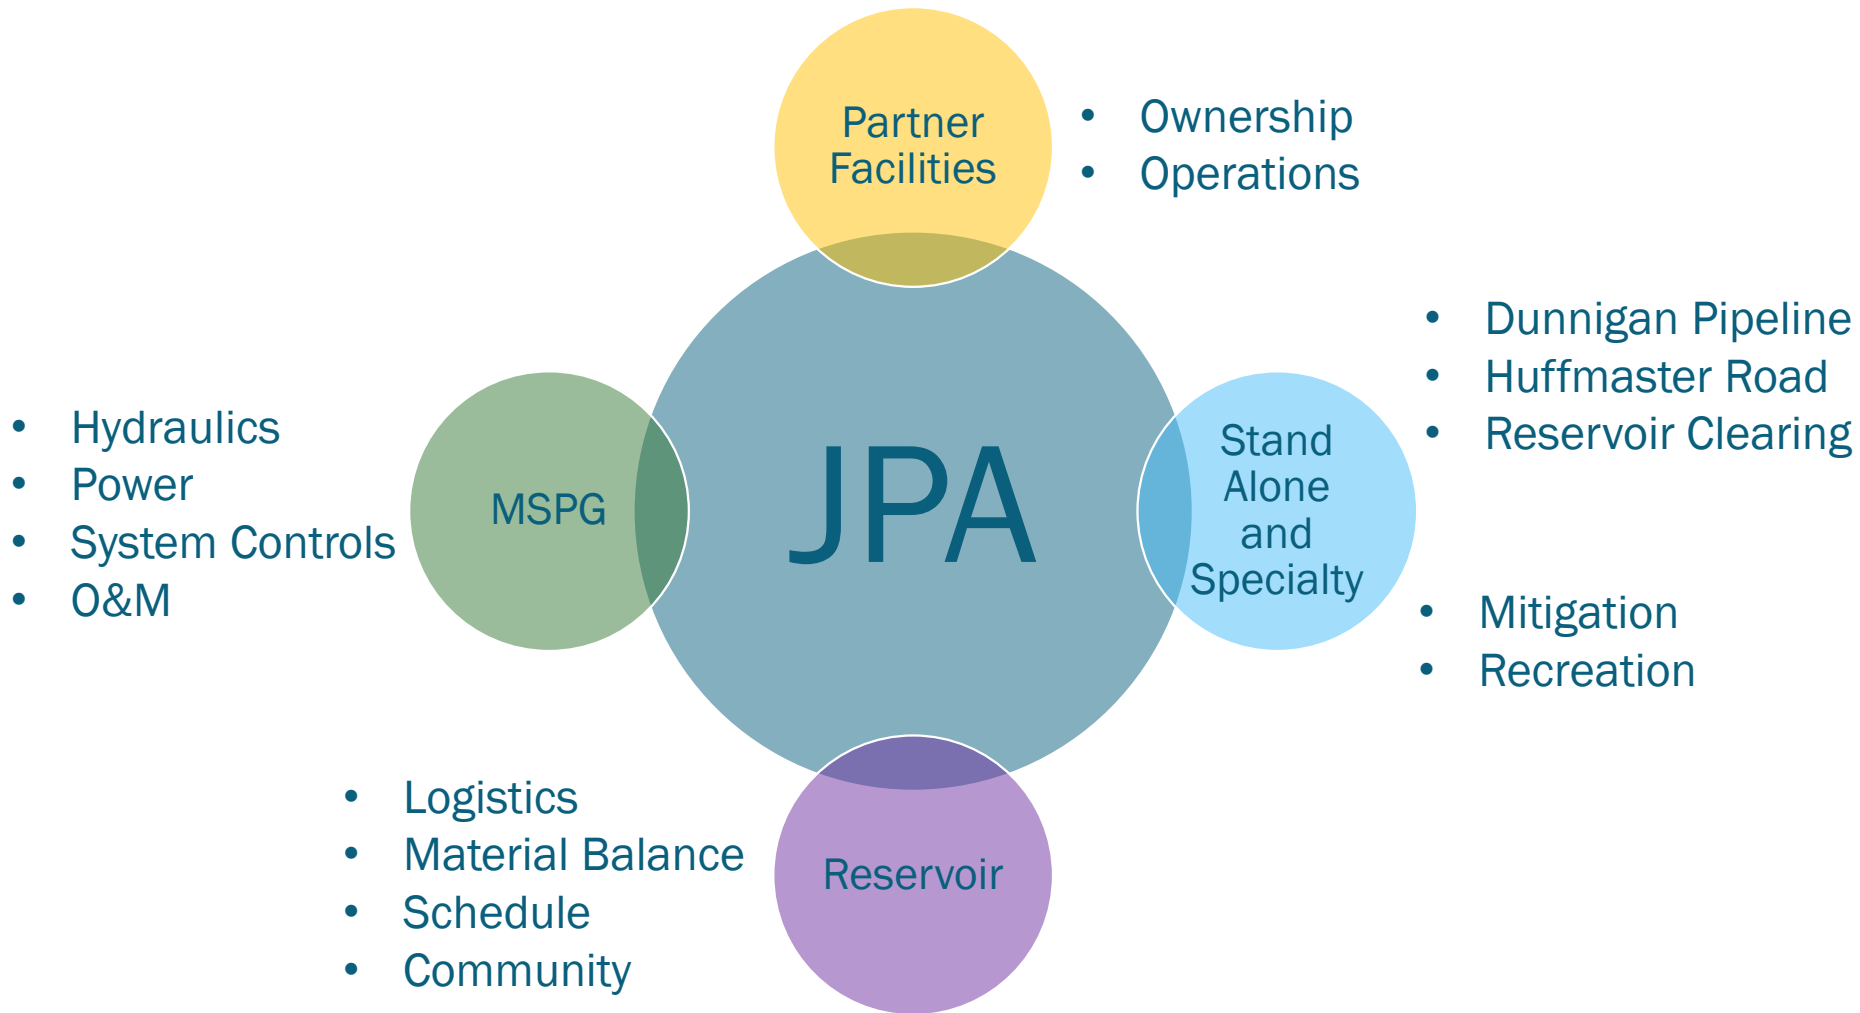 Partner
Facilities
• Ownership
• Operations
• Dunnigan Pipeline
• Huffmaster Road
• Reservoir Clearing
• Hydraulics
• Power
• System Controls
• O&M
MSPG
JPA
Stand
Alone
and
Specialty
• Mitigation
• Recreation
• Logistics
• Material Balance
• Schedule
• Community
Reservoir